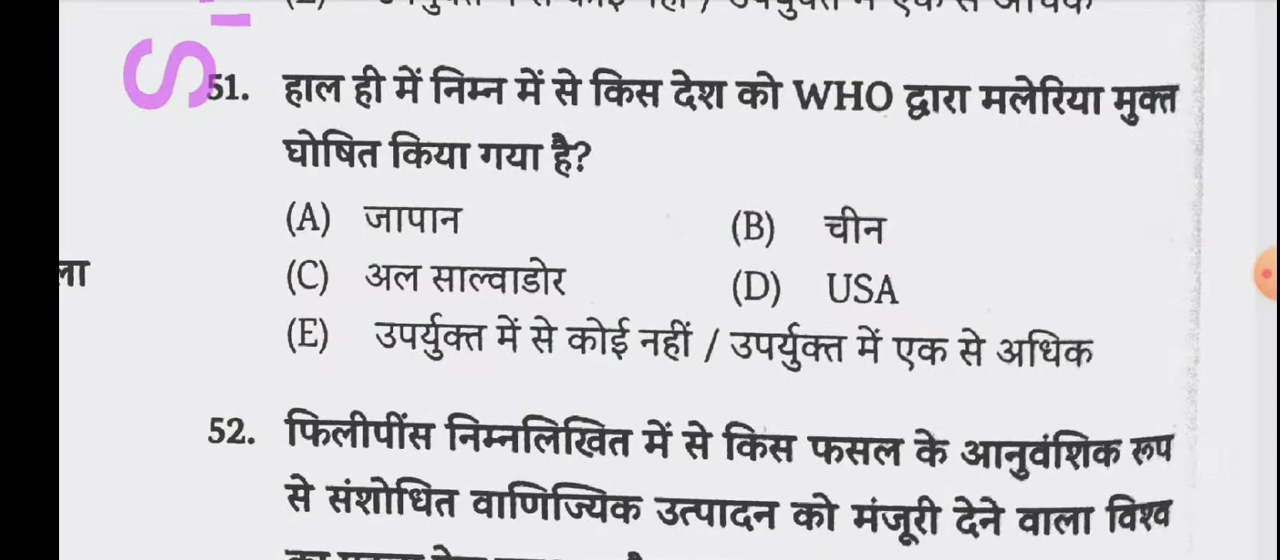 51. हाल ही में निम्न में से किस देश को WHO द्वारा मलेरिया मुक्त
घोषित किया गया है?
(A) जापान (B) चीन
(C) अल साल्वाडोर (D) USA
ला
(E) उपर्युक्त में से कोई नहीं / उपर्युक्त में एक से अधिक
52. फिलीपींस निम्नलिखित में से किस फसल के आनुवंशिक रूप
से संशोधित वाणिज्यिक उत्पादन को मंजूरी देने वाला विश्व